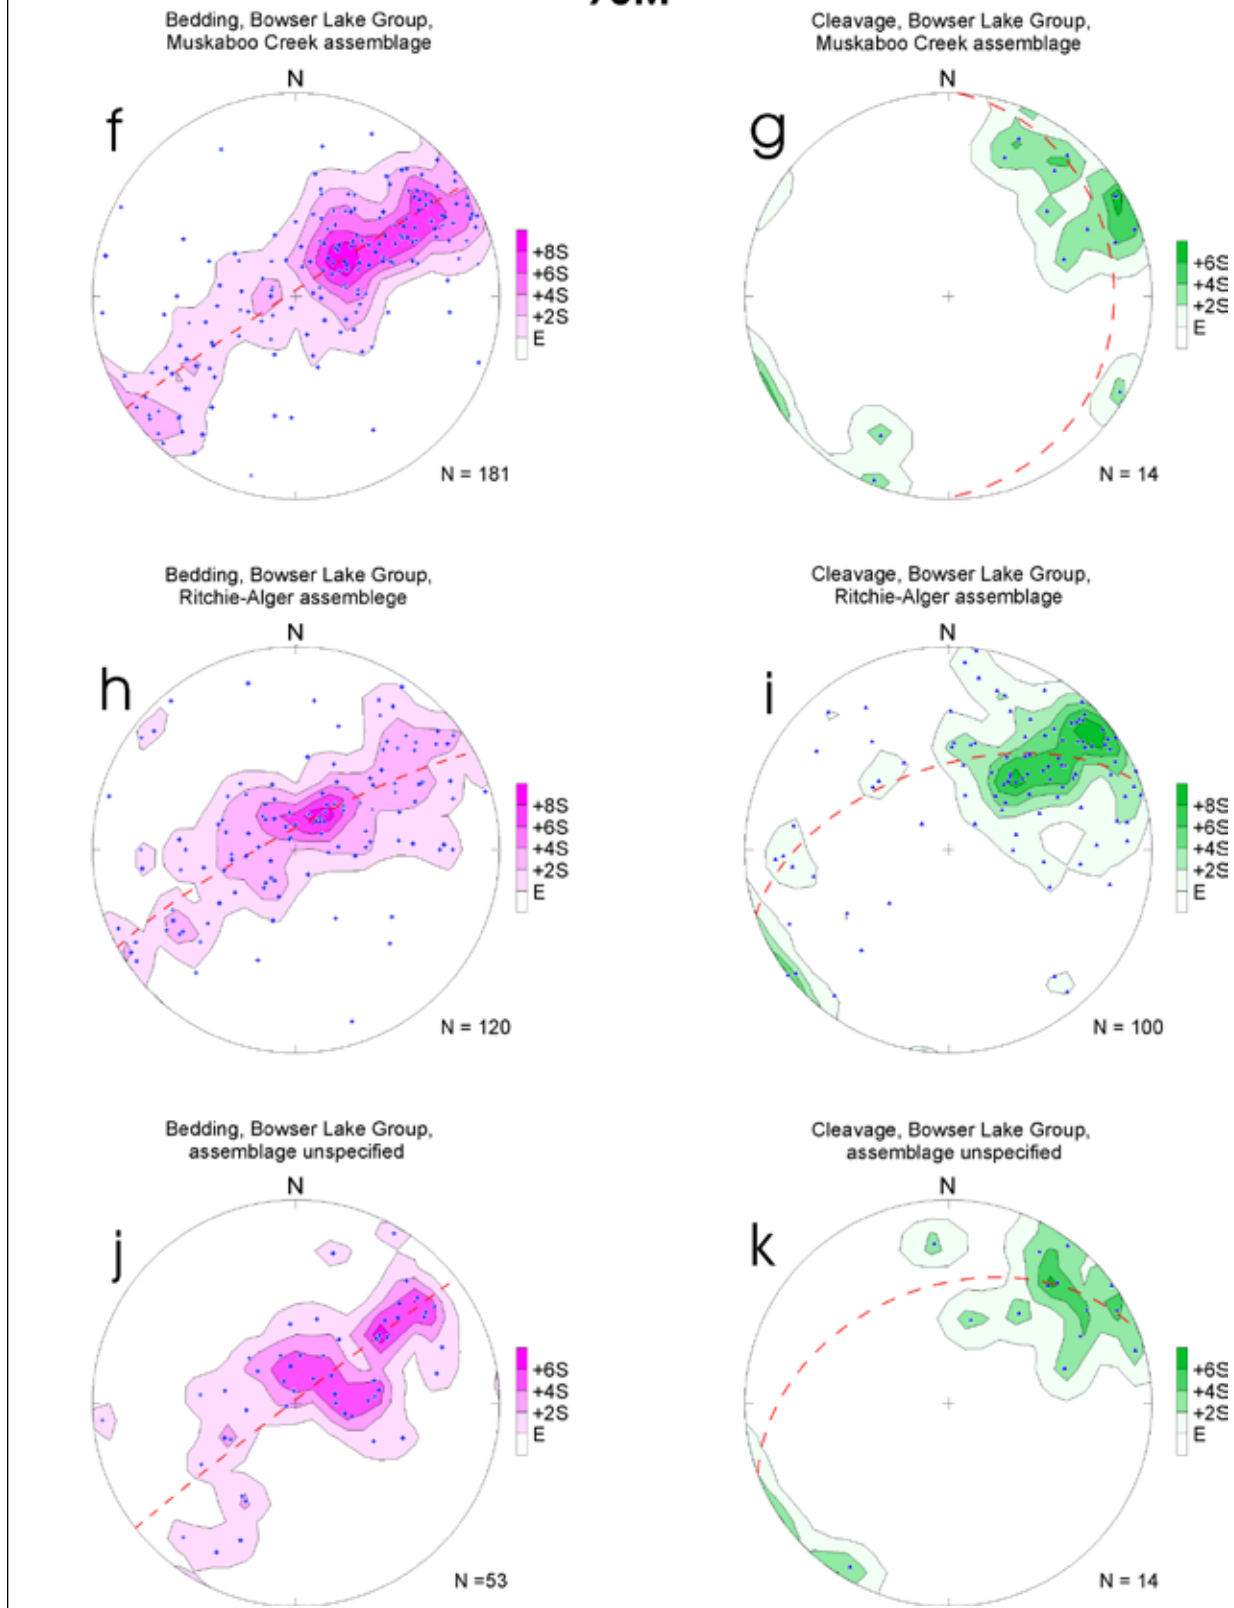 Bedding, Bowser Lake Group,
Muskaboo Creek assemblage
N
f
+8S
+6S
+4S
+2S
E
N = 181
Cleavage, Bowser Lake Group,
Muskaboo Creek assemblage
N
g
+6S
+4S
+2S
E
N = 14
Bedding, Bowser Lake Group,
Ritchie-Alger assemblege
N
h
+8S
+6S
+4S
+2S
E
N = 120
Cleavage, Bowser Lake Group,
Ritchie-Alger assemblage
N
i
+8S
+6S
+4S
+2S
E
N = 100
Bedding, Bowser Lake Group,
assemblage unspecified
N
j
+6S
+4S
+2S
E
N =53
Cleavage, Bowser Lake Group,
assemblage unspecified
N
k
+6S
+4S
+2S
E
N = 14